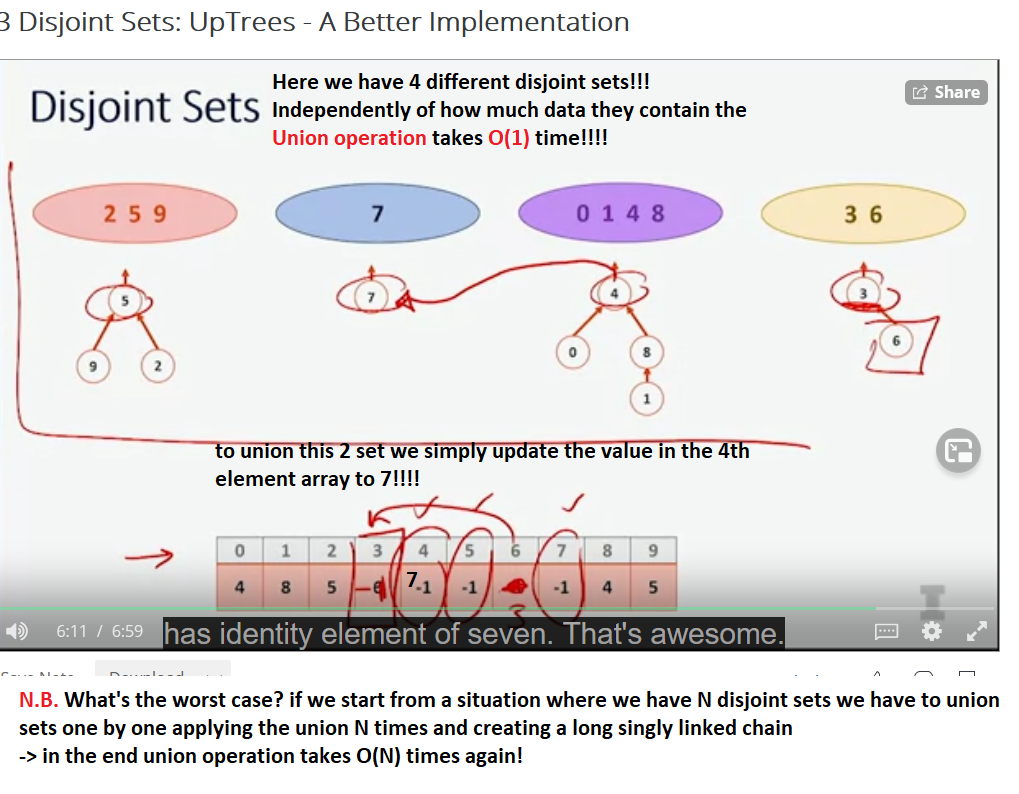 3 Disjoint Sets: UpTrees - A Better Implementation
Disjoint Sets
Here we have 4 different disjoint sets!!!
Independently of how much data they contain the
Union operation takes O(1) time!!!!
Share
2 5 9
7
0 1 4 8
3 6
5
7
4
3
9
2
0
8
6
1
to union this 2 set we simply update the value in the 4th
element array to 7!!!!
0 1 2 3 4 5 6 7 8 9
4 8 5 7 -1 -1 -1 4 5
3
6:11 / 6:59
has identity element of seven. That's awesome.
Save Note Download
N.B. What's the worst case? if we start from a situation where we have N disjoint sets we have to union
sets one by one applying the union N times and creating a long singly linked chain
-> in the end union operation takes O(N) times again!